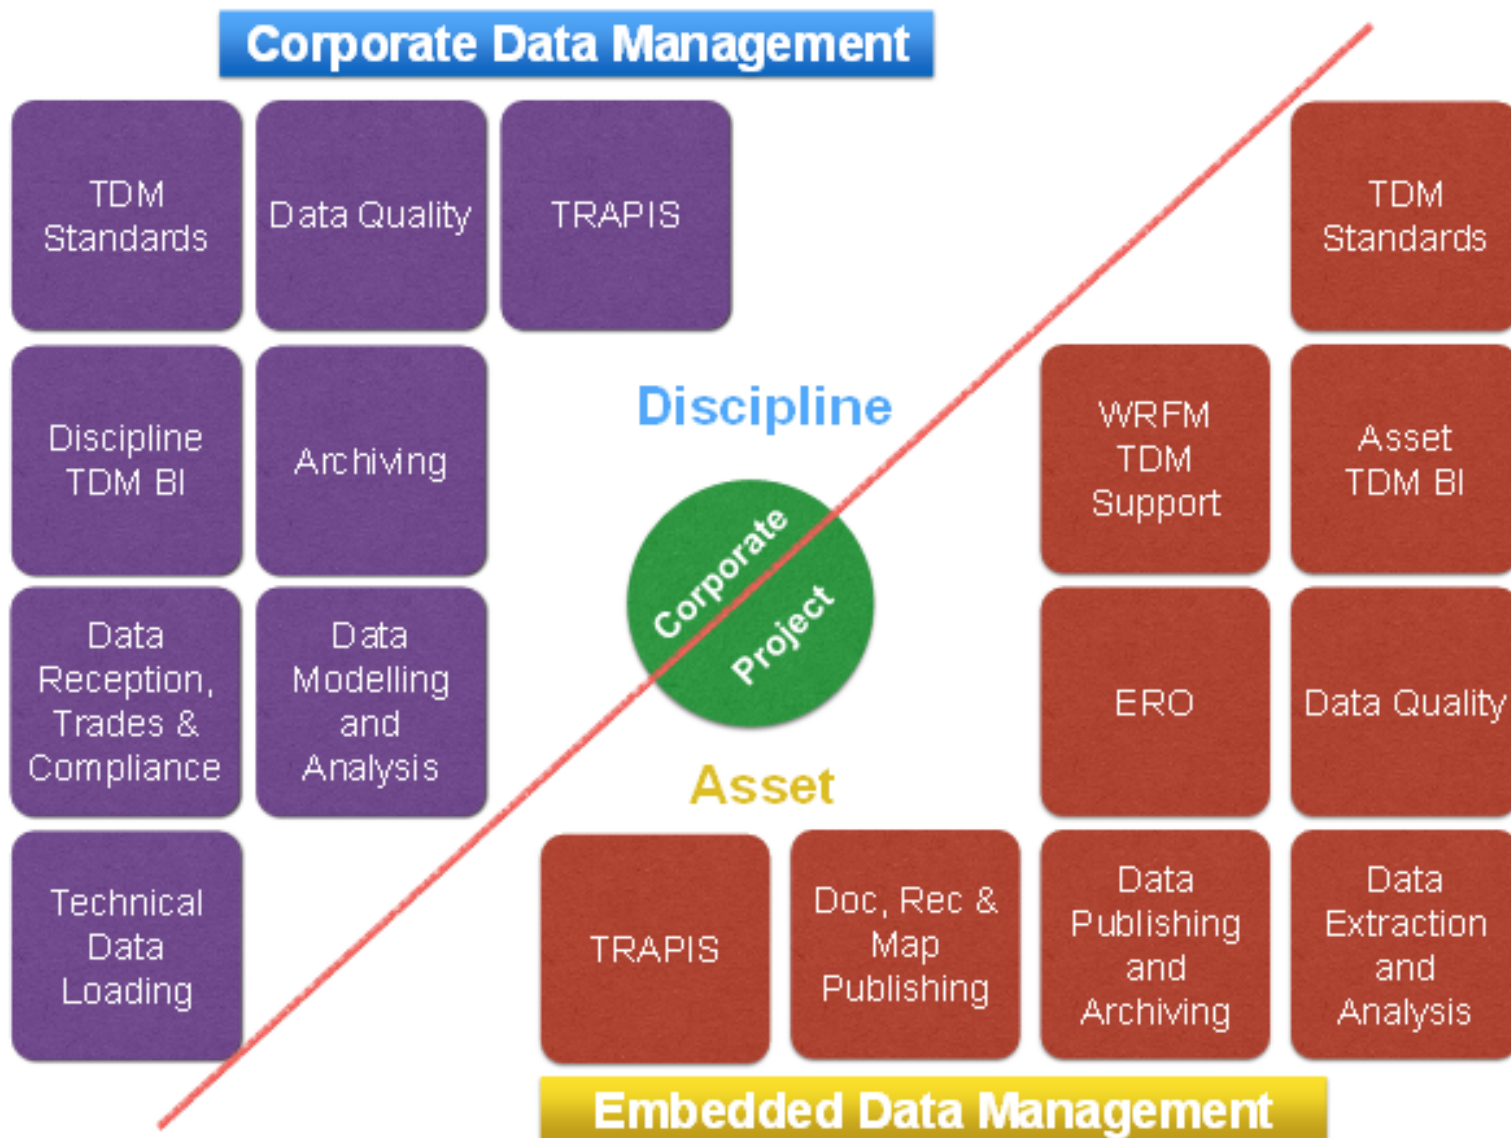 Corporate Data Management
TDM
Standards
Data Quality
TRAPIS
TDM
Standards
Discipline
TDM BI
Archiving
Discipline
WRFM
TDM
Support
Asset
TDM BI
Corporate
Project
Data
Reception,
Trades &
Compliance
Data
Modelling
and
Analysis
ERO
Data Quality
Asset
Technical
Data
Loading
TRAPIS
Doc, Rec &
Map
Publishing
Data
Publishing
and
Archiving
Data
Extraction
and
Analysis
Embedded Data Management